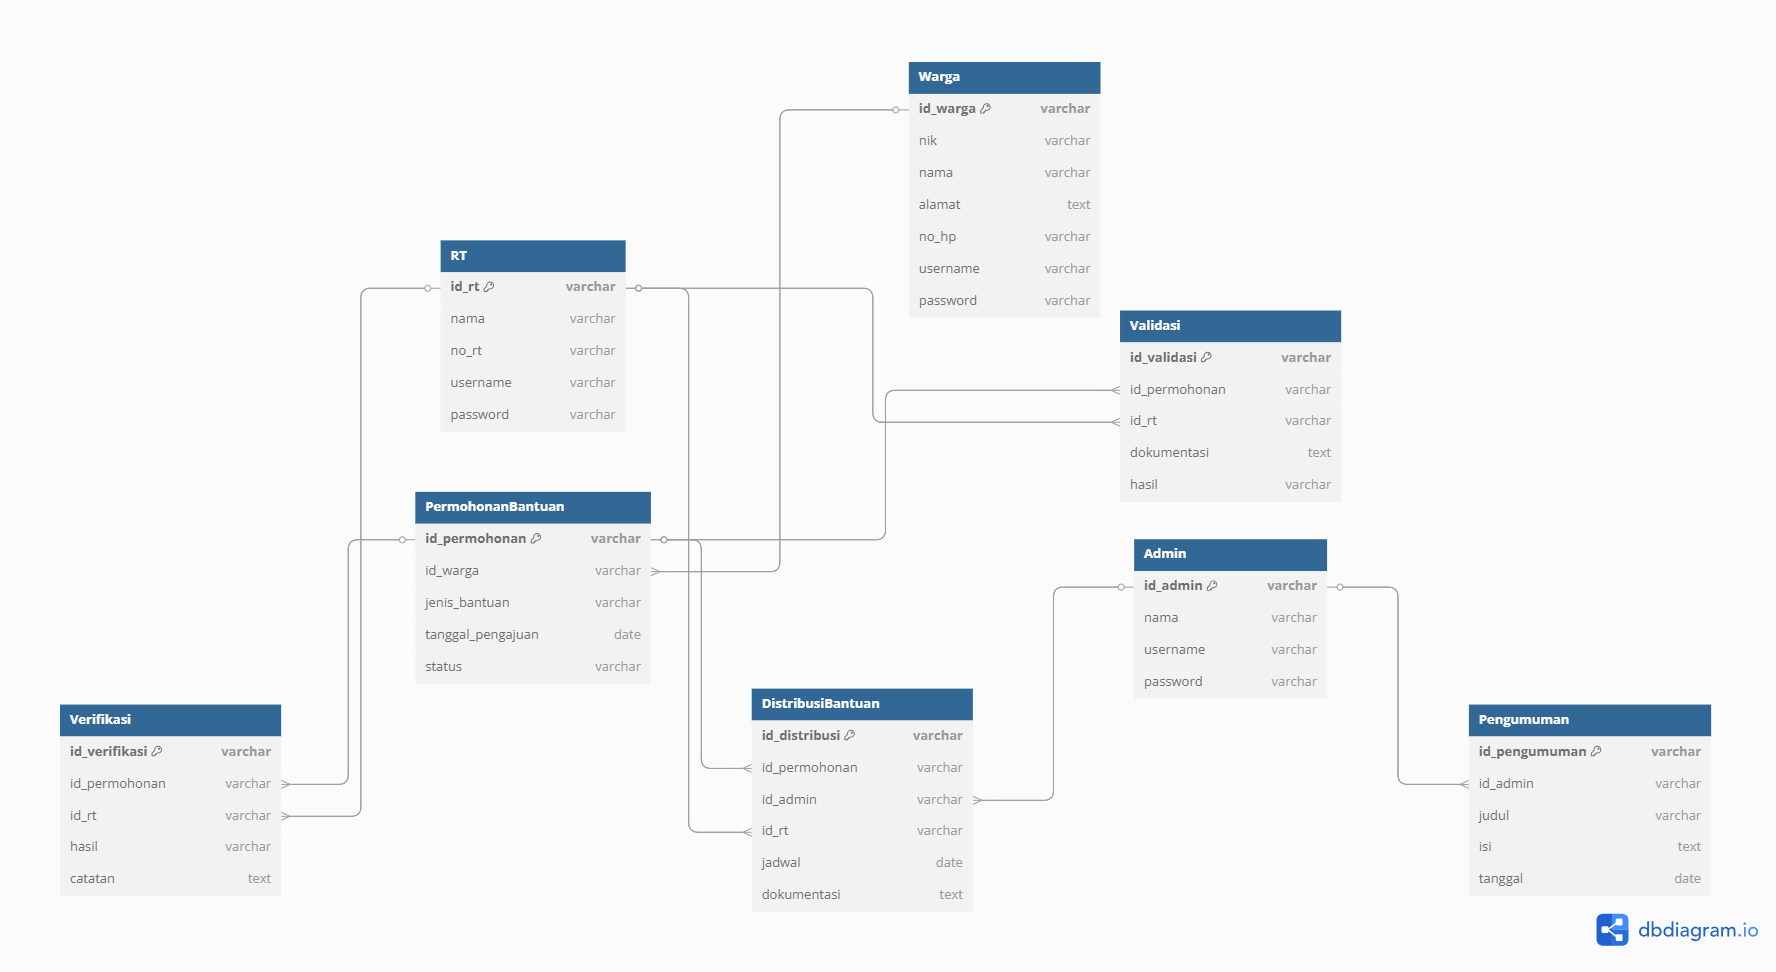 Warga
id_warga varchar
nik varchar
nama varchar
alamat text
no_hp varchar
username varchar
password varchar
RT
id_rt varchar
nama varchar
no_rt varchar
username varchar
password varchar
Validasi
id_validasi varchar
id_permohonan varchar
id_rt varchar
dokumentasi text
hasil varchar
PermohonanBantuan
id_permohonan varchar
id_warga varchar
jenis_bantuan varchar
tanggal_pengajuan date
status varchar
Admin
id_admin varchar
nama varchar
username varchar
password varchar
Verifikasi
id_verifikasi varchar
id_permohonan varchar
id_rt varchar
hasil varchar
catatan text
DistribusiBantuan
id_distribusi varchar
id_permohonan varchar
id_admin varchar
id_rt varchar
jadwal date
dokumentasi text
Pengumuman
id_pengumuman varchar
id_admin varchar
judul varchar
isi text
tanggal date
dbdiagram.io